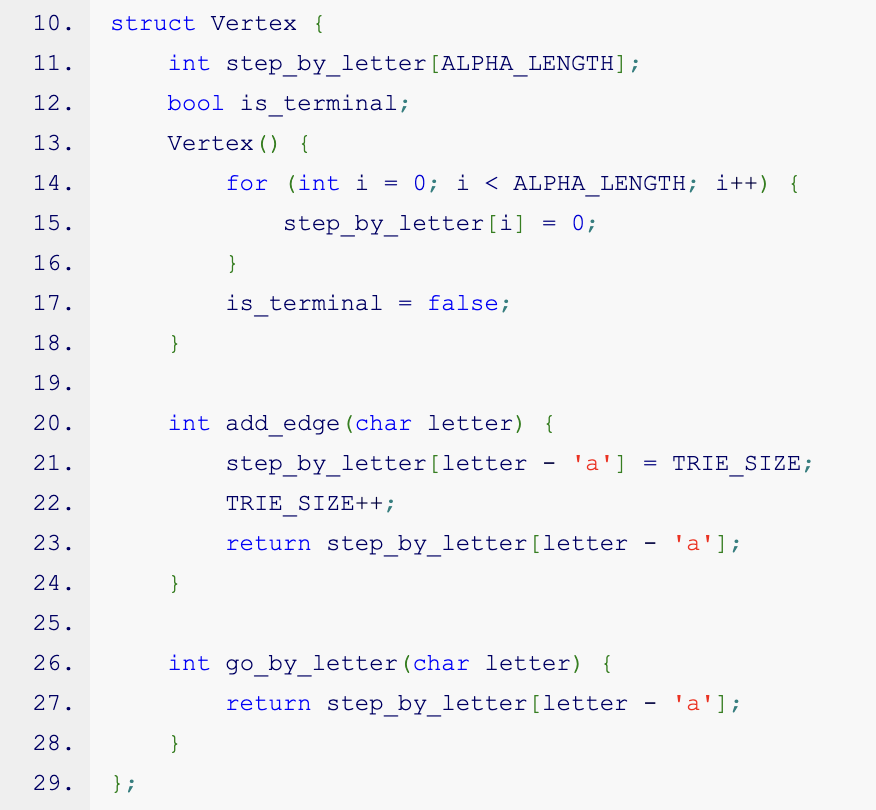 10. struct Vertex {
11.     int step_by_letter[ALPHA_LENGTH];
12.     bool is_terminal;
13.     Vertex() {
14.         for (int i = 0; i < ALPHA_LENGTH; i++) {
15.             step_by_letter[i] = 0;
16.         }
17.         is_terminal = false;
18.     }
19.
20.     int add_edge(char letter) {
21.         step_by_letter[letter - 'a'] = TRIE_SIZE;
22.         TRIE_SIZE++;
23.         return step_by_letter[letter - 'a'];
24.     }
25.
26.     int go_by_letter(char letter) {
27.         return step_by_letter[letter - 'a'];
28.     }
29. };